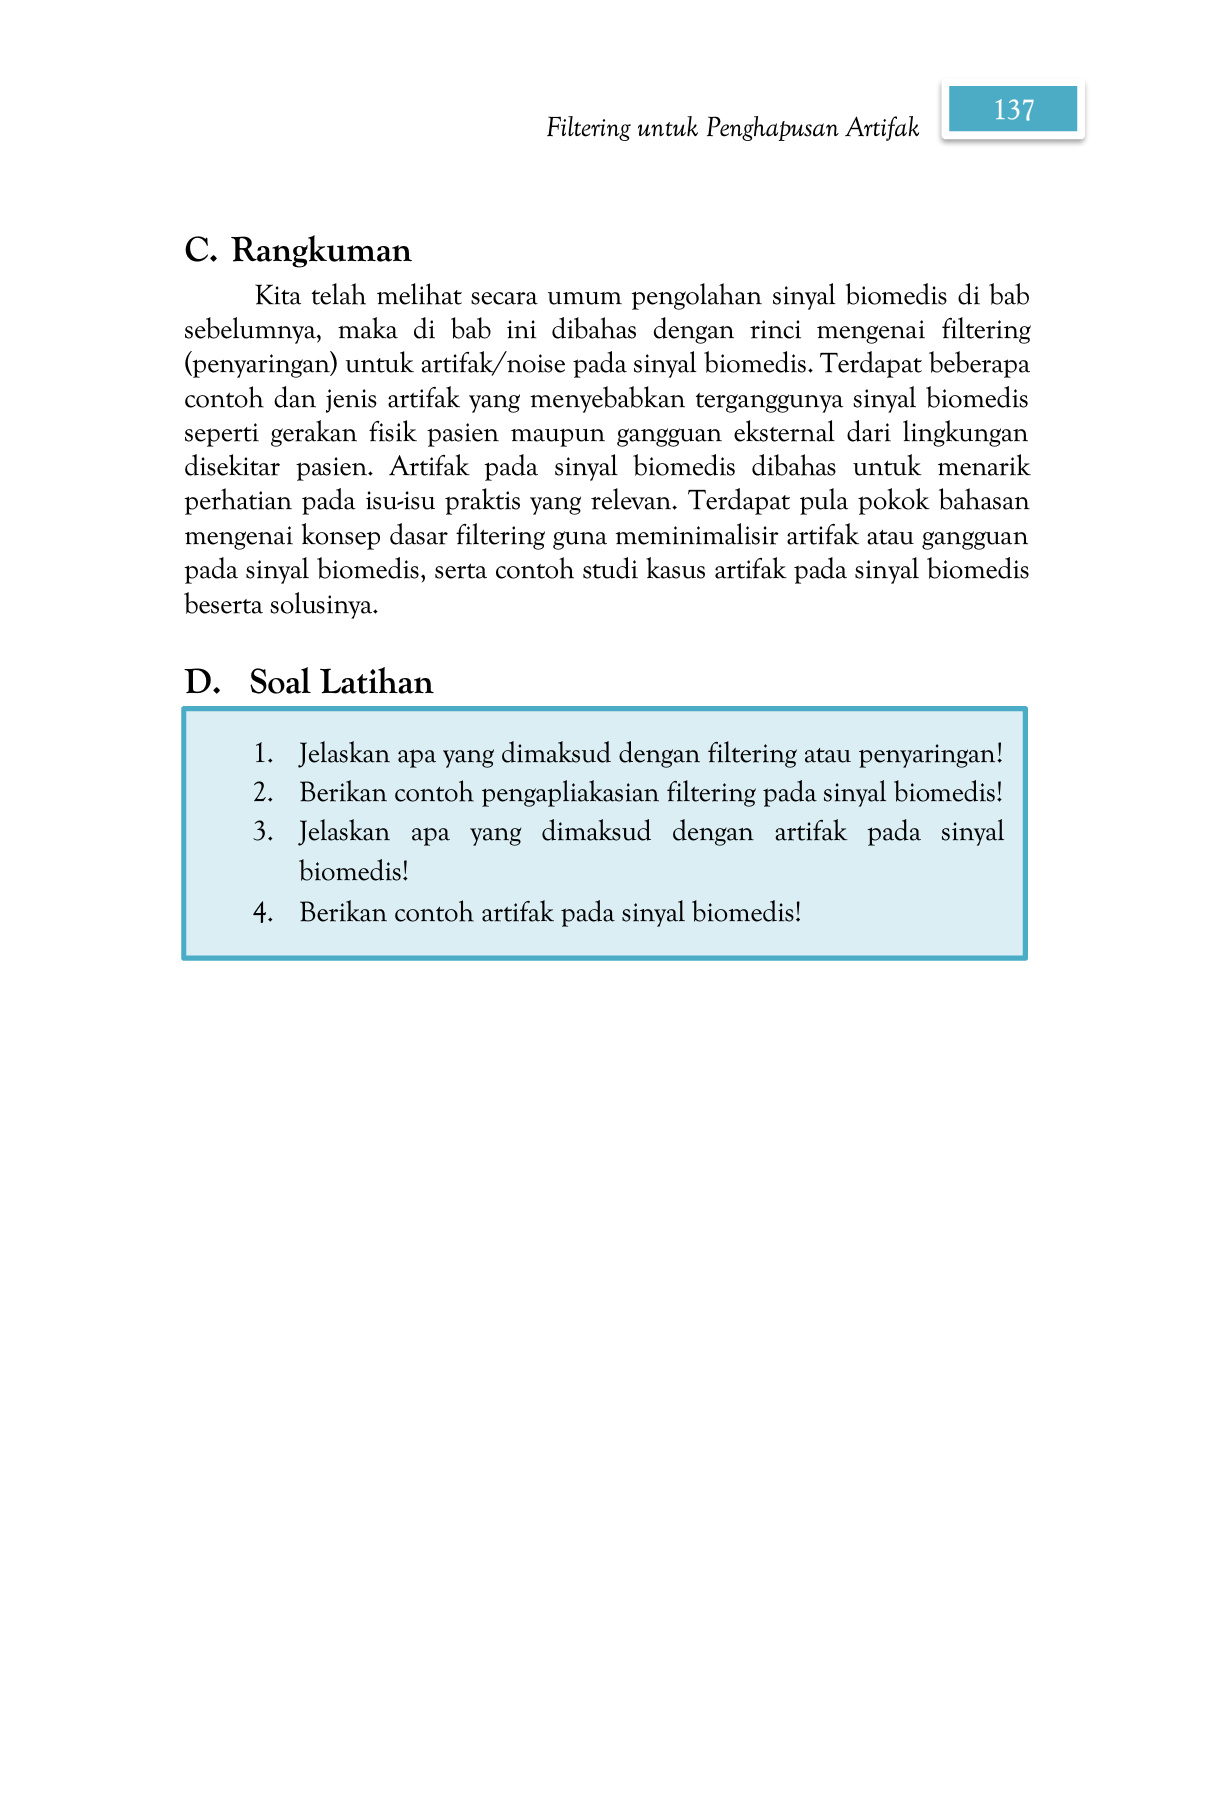 Filtering untuk Penghapusan Artifak
137
C. Rangkuman
Kita telah melihat secara umum pengolahan sinyal biomedis di bab
sebelumnya, maka di bab ini dibahas dengan rinci mengenai filtering
(penyaringan) untuk artifak/noise pada sinyal biomedis. Terdapat beberapa
contoh dan jenis artifak yang menyebabkan terganggunya sinyal biomedis
seperti gerakan fisik pasien maupun gangguan eksternal dari lingkungan
disekitar pasien. Artifak pada sinyal biomedis dibahas untuk menarik
perhatian pada isu-isu praktis yang relevan. Terdapat pula pokok bahasan
mengenai konsep dasar filtering guna meminimalisir artifak atau gangguan
pada sinyal biomedis, serta contoh studi kasus artifak pada sinyal biomedis
beserta solusinya.
D. Soal Latihan
1. Jelaskan apa yang dimaksud dengan filtering atau penyaringan!
2. Berikan contoh pengapliakasian filtering pada sinyal biomedis!
3. Jelaskan apa yang dimaksud dengan artifak pada sinyal
biomedis!
4. Berikan contoh artifak pada sinyal biomedis!